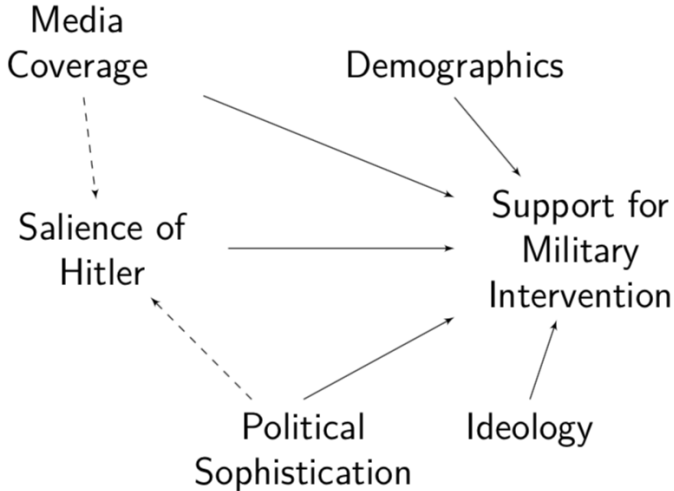 Media
Coverage
Demographics
Salience of
Hitler
Support for
Military
Intervention
Political
Sophistication
Ideology